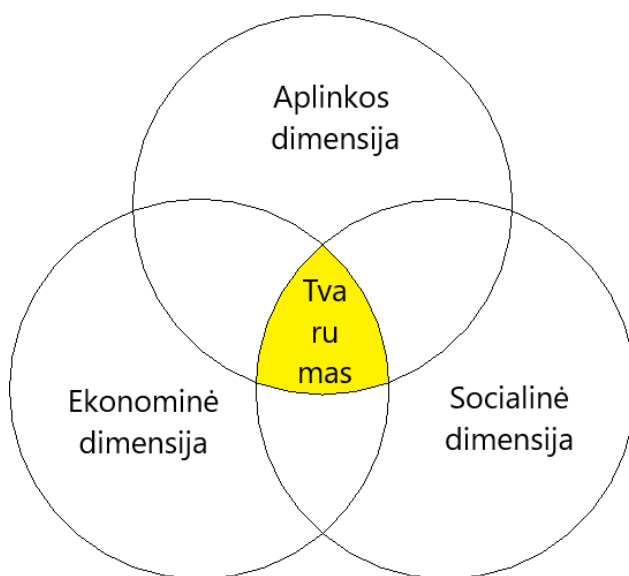 Aplinkos
dimensija
Tva
ru
mas
Ekonominė
dimensija
Socialinė
dimensija